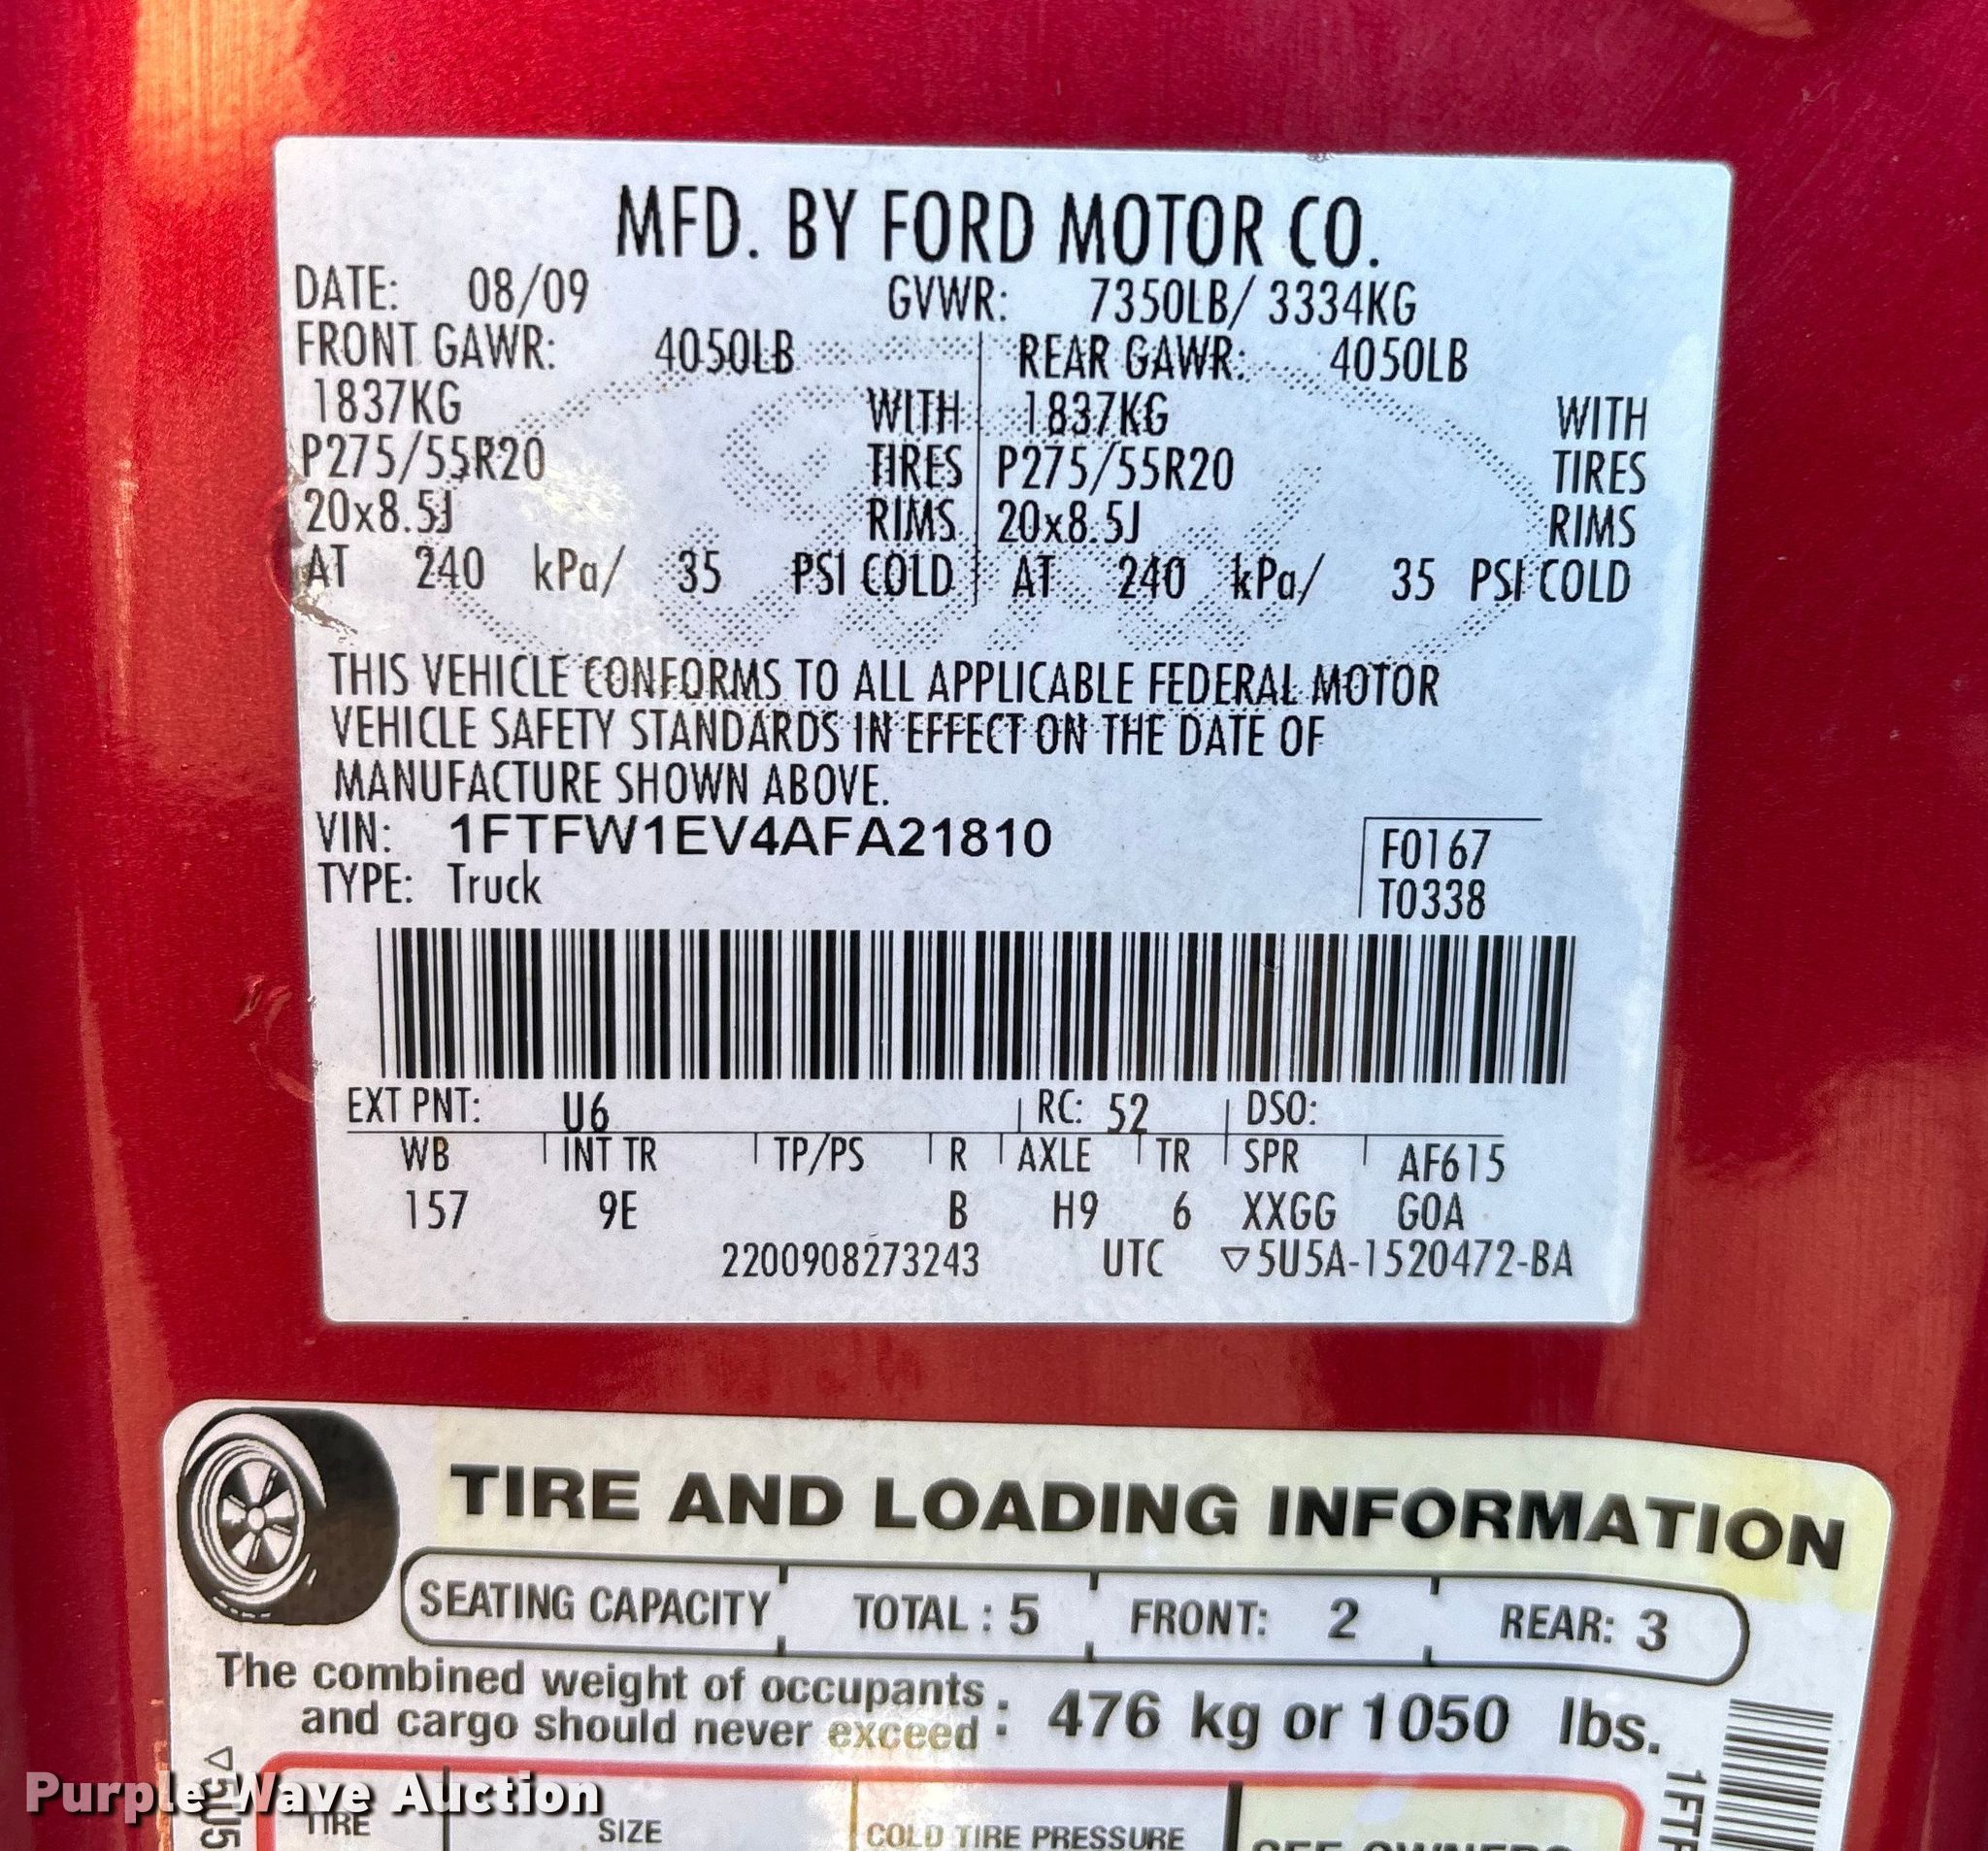 MFD. BY FORD MOTOR CO.
DATE: 08/09 GVWR: 7350LB/ 3334KG
FRONT GAWR: 4050LB REAR GAWR: 4050LB
1837KG WITH 1837KG WITH
P275/55R20 TIRES P275/55R20 TIRES
20x8.5J RIMS 20x8.5J RIMS
AT 240 kPa/ 35 PSI COLD AT 240 kPa/ 35 PSI COLD
THIS VEHICLE CONFORMS TO ALL APPLICABLE FEDERAL MOTOR
VEHICLE SAFETY STANDARDS IN EFFECT ON THE DATE OF
MANUFACTURE SHOWN ABOVE.
VIN: 1FTFW1EV4AFA21810 F0167
TYPE: Truck T0338
EXT PNT: U6 RC: 52 DSO:
WB INT TR TP/PS R AXLE TR SPR AF615
157 9E B H9 6 XXGG GOA
2200908273243 UTC ▽5U5A-1520472-BA
TIRE AND LOADING INFORMATION
SEATING CAPACITY TOTAL : 5 FRONT: 2 REAR: 3
The combined weight of occupants
and cargo should never exceed : 476 kg or 1050 lbs.
▽5U5
1FTF
TIRE SIZE COLD TIRE PRESSURE SEE OWNERS
Purple Wave Auction